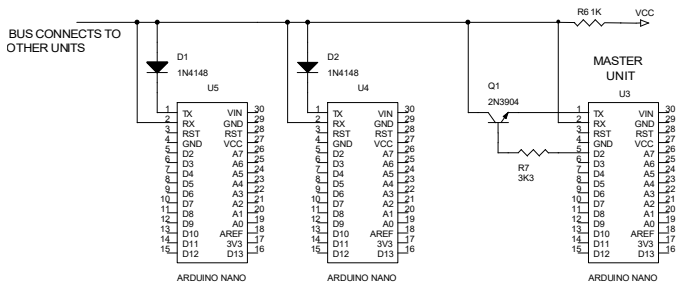 R6 1K
VCC
BUS CONNECTS TO
OTHER UNITS
D1
1N4148
U5
1 TX VIN 30
2 RX GND 29
3 RST RST 28
4 GND VCC 27
5 D2 A7 26
6 D3 A6 25
7 D4 A5 24
8 D5 A4 23
9 D6 A3 22
10 D7 A2 21
11 D8 A1 20
12 D9 A0 19
13 D10 AREF 18
14 D11 3V3 17
15 D12 D13 16
ARDUINO NANO
D2
1N4148
U4
1 TX VIN 30
2 RX GND 29
3 RST RST 28
4 GND VCC 27
5 D2 A7 26
6 D3 A6 25
7 D4 A5 24
8 D5 A4 23
9 D6 A3 22
10 D7 A2 21
11 D8 A1 20
12 D9 A0 19
13 D10 AREF 18
14 D11 3V3 17
15 D12 D13 16
ARDUINO NANO
Q1
2N3904
R7
3K3
MASTER
UNIT
U3
1 TX VIN 30
2 RX GND 29
3 RST RST 28
4 GND VCC 27
5 D2 A7 26
6 D3 A6 25
7 D4 A5 24
8 D5 A4 23
9 D6 A3 22
10 D7 A2 21
11 D8 A1 20
12 D9 A0 19
13 D10 AREF 18
14 D11 3V3 17
15 D12 D13 16
ARDUINO NANO